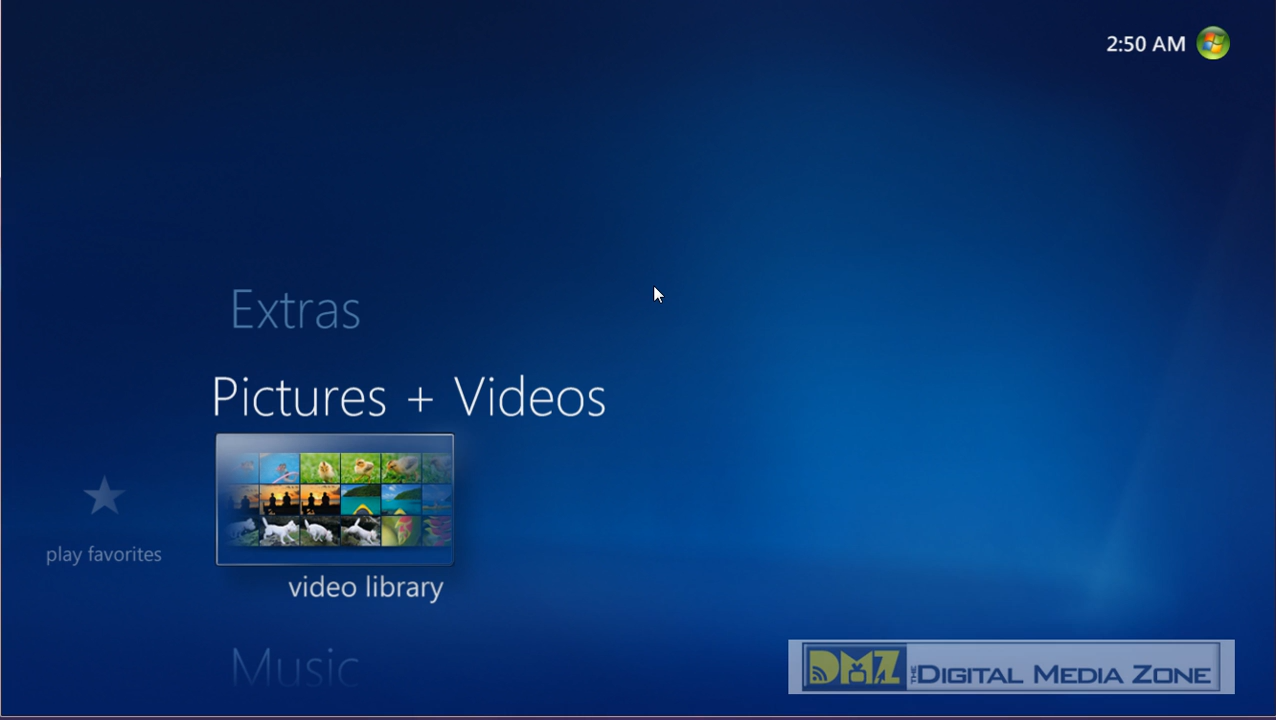 2:50 AM
Extras
Pictures + Videos
play favorites
video library
Music
DMZ THE DIGITAL MEDIA ZONE